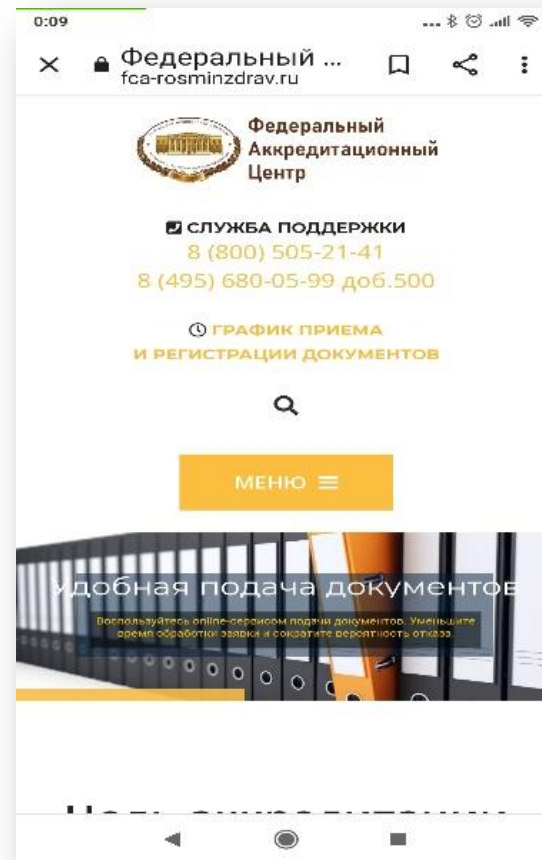 0:09
Федеральный ...
fca-rosminzdrav.ru
Федеральный
Аккредитационный
Центр
СЛУЖБА ПОДДЕРЖКИ
8 (800) 505-21-41
8 (495) 680-05-99 доб.500
ГРАФИК ПРИЕМА
И РЕГИСТРАЦИИ ДОКУМЕНТОВ
МЕНЮ
удобная подача документов
Воспользуйтесь online-сервисом подачи документов. Уменьшите
время обработки заявки и сократите вероятность отказа.